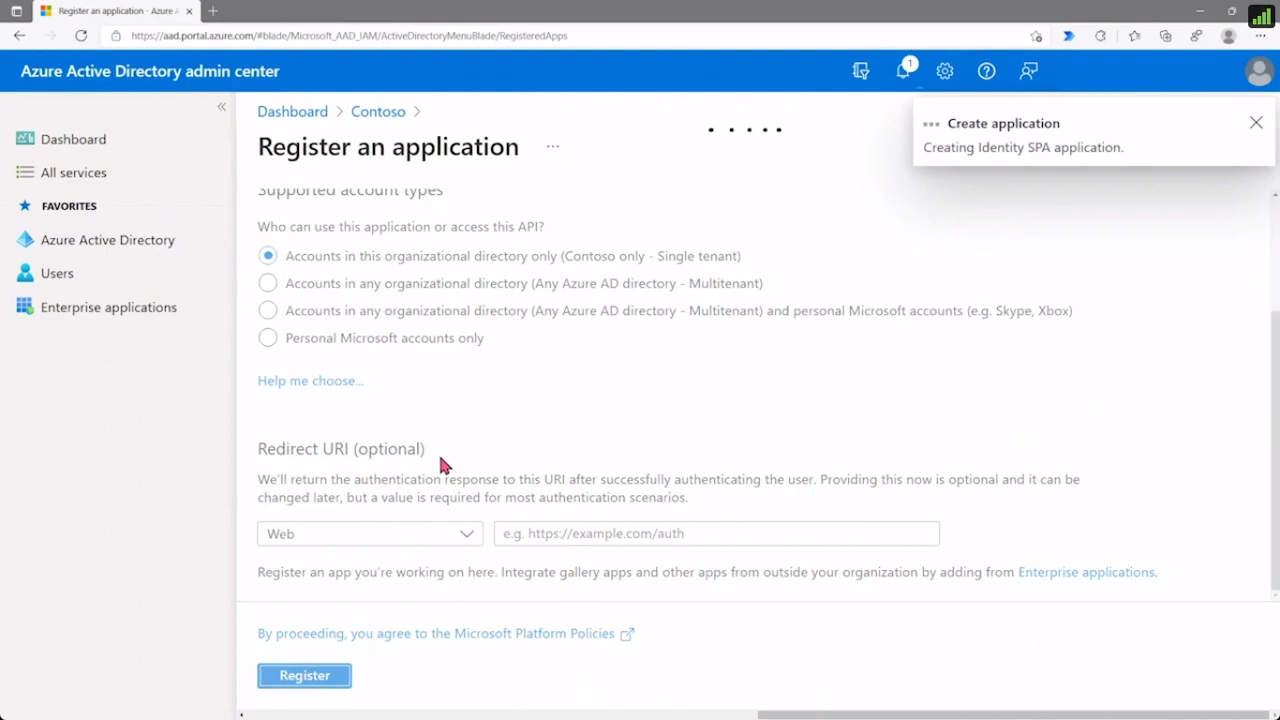 Register an application - Azure A
https://aad.portal.azure.com/#blade/Microsoft_AAD_IAM/ActiveDirectoryMenuBlade/RegisteredApps
Azure Active Directory admin center
1
Dashboard
All services
FAVORITES
Azure Active Directory
Users
Enterprise applications
Dashboard > Contoso >
Register an application ...
Create application
Creating Identity SPA application.
Supported account types
Who can use this application or access this API?
Accounts in this organizational directory only (Contoso only - Single tenant)
Accounts in any organizational directory (Any Azure AD directory - Multitenant)
Accounts in any organizational directory (Any Azure AD directory - Multitenant) and personal Microsoft accounts (e.g. Skype, Xbox)
Personal Microsoft accounts only
Help me choose...
Redirect URI (optional)
We'll return the authentication response to this URI after successfully authenticating the user. Providing this now is optional and it can be
changed later, but a value is required for most authentication scenarios.
Web
e.g. https://example.com/auth
Register an app you're working on here. Integrate gallery apps and other apps from outside your organization by adding from Enterprise applications.
By proceeding, you agree to the Microsoft Platform Policies
Register